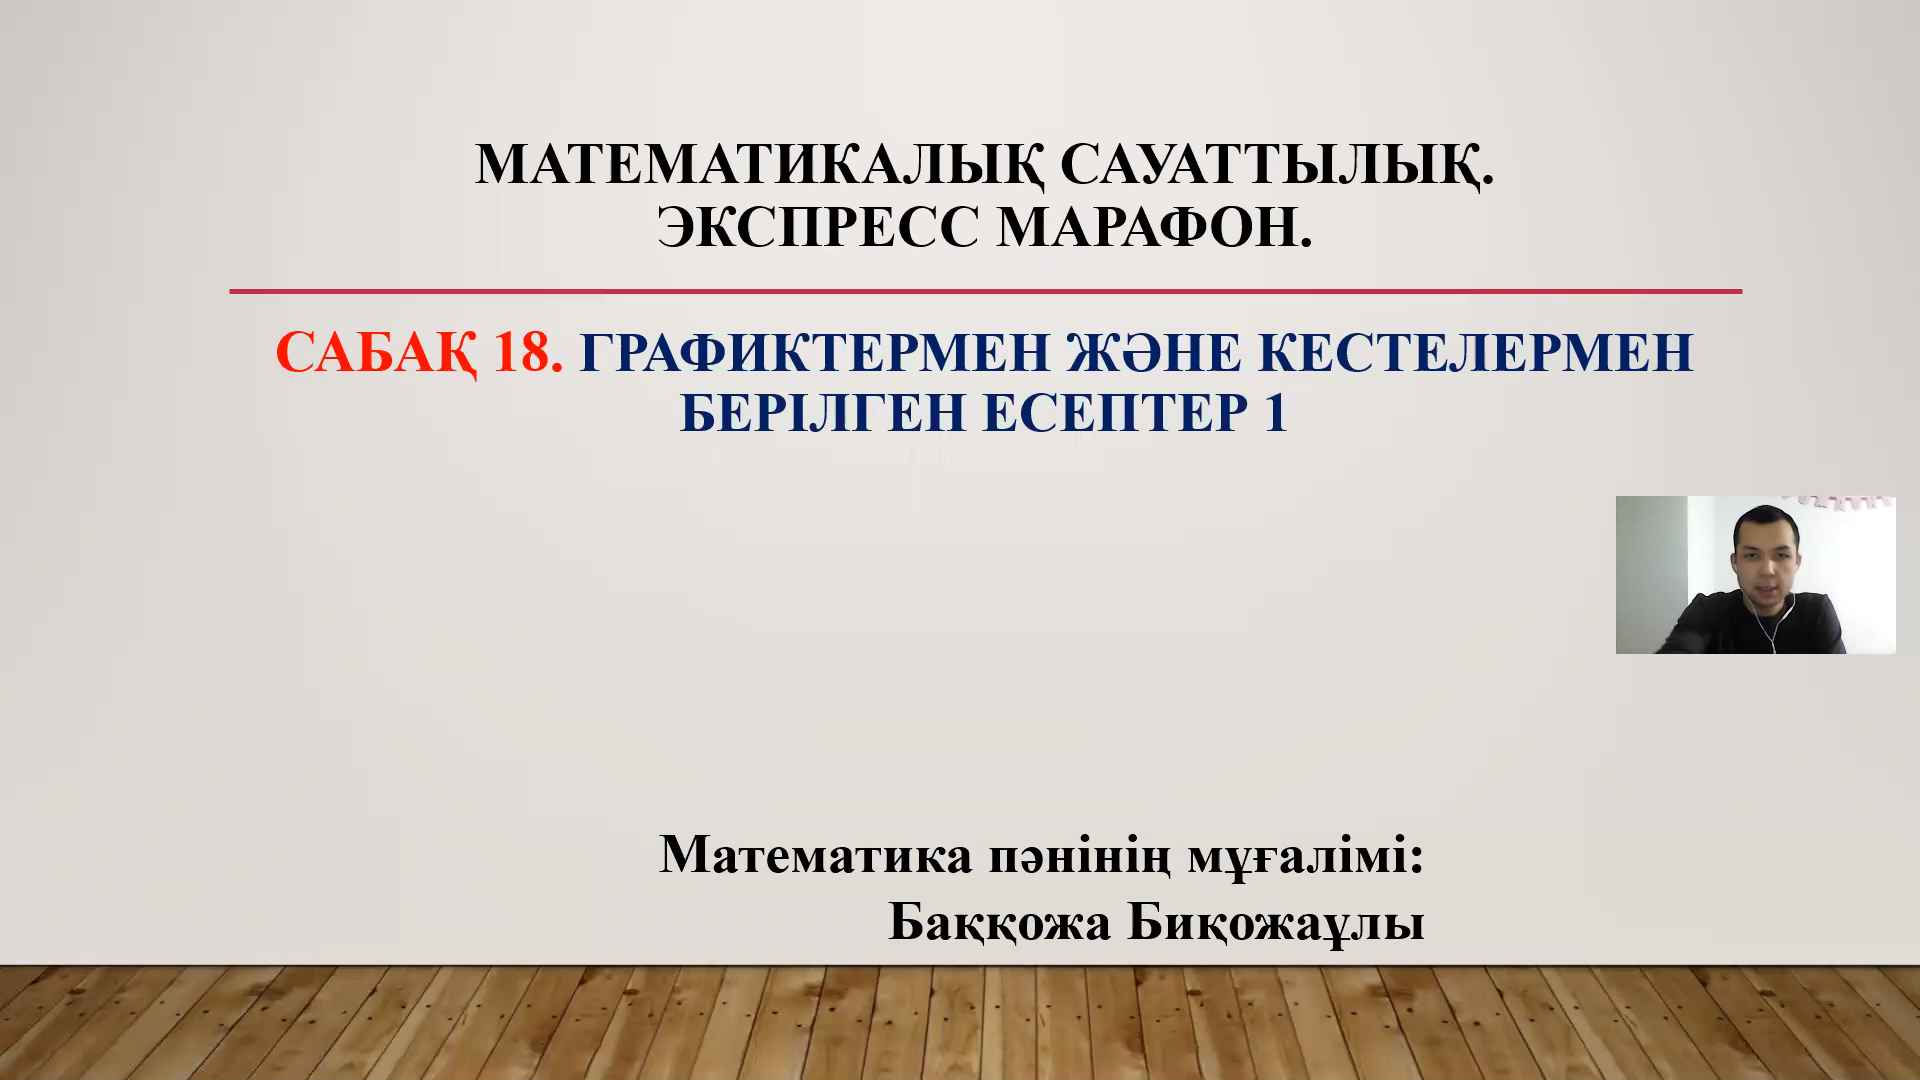 МАТЕМАТИКАЛЫҚ САУАТТЫЛЫҚ.
ЭКСПРЕСС МАРАФОН.
САБАҚ 18. ГРАФИКТЕРМЕН ЖӘНЕ КЕСТЕЛЕРМЕН
БЕРІЛГЕН ЕСЕПТЕР 1
Математика пәнінің мұғалімі:
Баққожа Биқожаұлы